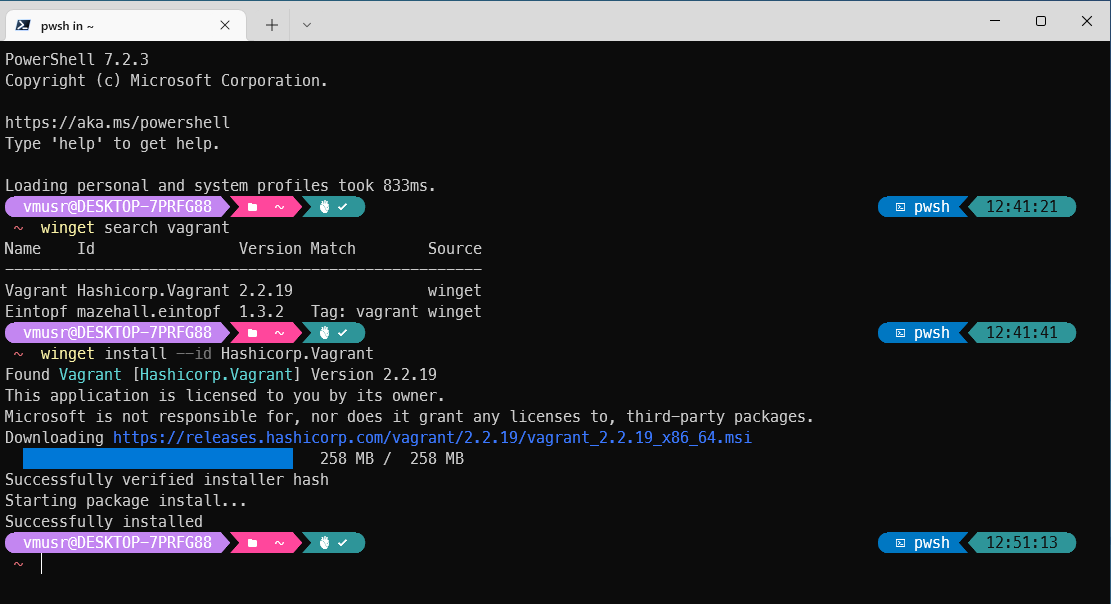 pwsh in ~
PowerShell 7.2.3
Copyright (c) Microsoft Corporation.
https://aka.ms/powershell
Type 'help' to get help.
Loading personal and system profiles took 833ms.
vmusr@DESKTOP-7PRFG88 ~ pwsh 12:41:21
~ winget search vagrant
Name Id Version Match Source
-----------------------------------------------------
Vagrant Hashicorp.Vagrant 2.2.19 winget
Eintopf mazehall.eintopf 1.3.2 Tag: vagrant winget
vmusr@DESKTOP-7PRFG88 ~ pwsh 12:41:41
~ winget install --id Hashicorp.Vagrant
Found Vagrant [Hashicorp.Vagrant] Version 2.2.19
This application is licensed to you by its owner.
Microsoft is not responsible for, nor does it grant any licenses to, third-party packages.
Downloading https://releases.hashicorp.com/vagrant/2.2.19/vagrant_2.2.19_x86_64.msi
258 MB / 258 MB
Successfully verified installer hash
Starting package install...
Successfully installed
vmusr@DESKTOP-7PRFG88 ~ pwsh 12:51:13
~